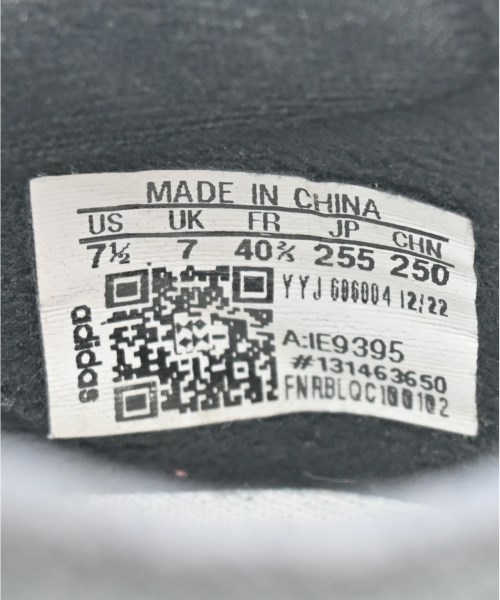 MADE IN CHINA
US UK FR JP CHN
7½ 7 40⅔ 255 250
YYJ 606004 12/22
A:IE9395
#131463650
FNRBLQC100102
adidas